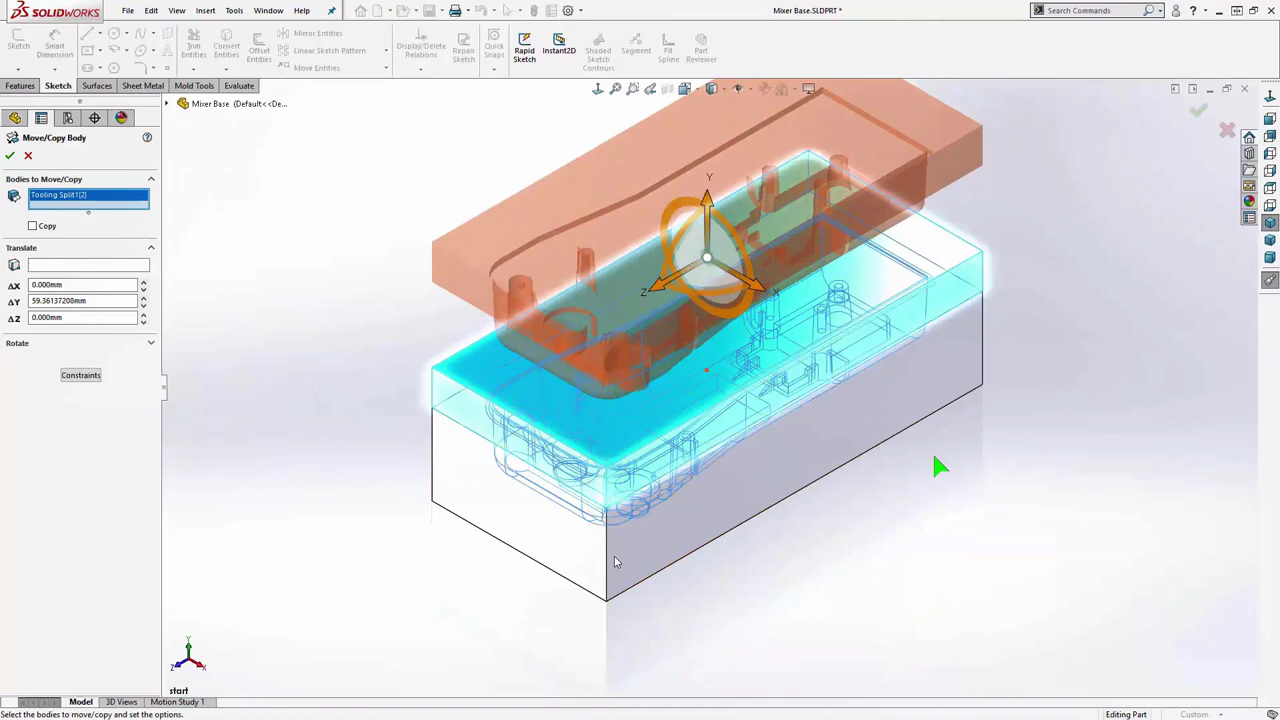 SOLIDWORKS File Edit View Insert Tools Window Help Mixer Base.SLDPRT * Search Commands
Sketch Smart Dimension Trim Entities Convert Entities Offset Entities Mirror Entities Linear Sketch Pattern Move Entities Display/Delete Relations Repair Sketch Quick Snaps Rapid Sketch Instant2D Shaded Sketch Contours Segment Fit Spline Part Reviewer
Features Sketch Surfaces Sheet Metal Mold Tools Evaluate
Mixer Base (Default<<De...
Move/Copy Body
Bodies to Move/Copy
Tooling Split1[2]
Copy
Translate
ΔX 0.000mm
ΔY 59.36137208mm
ΔZ 0.000mm
Rotate
Constraints
Y
Z X
Y
Z X
start
Model 3D Views Motion Study 1
Select the bodies to move/copy and set the options. Editing Part Custom